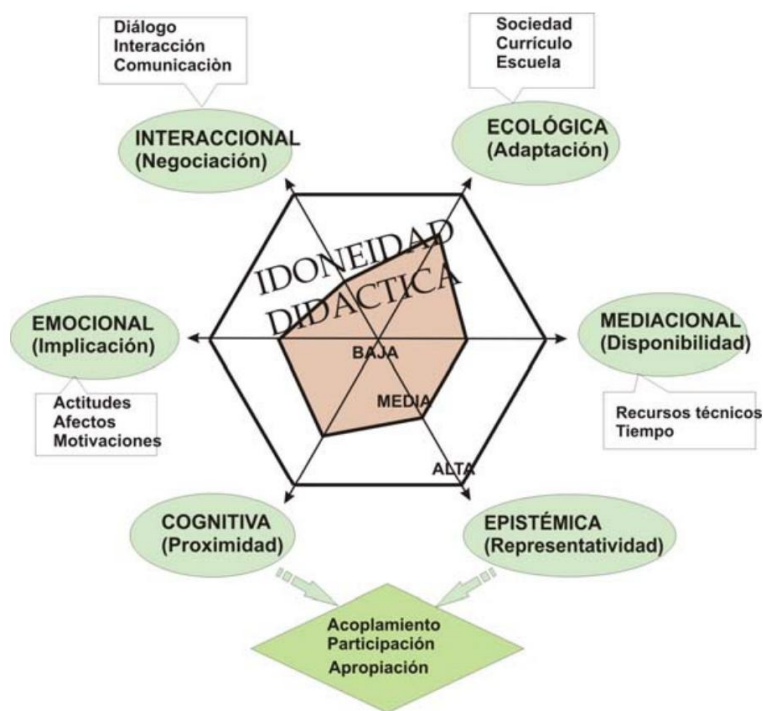 Diálogo
Interacción
Comunicaciòn
Sociedad
Currículo
Escuela
INTERACCIONAL
(Negociación)
ECOLÓGICA
(Adaptación)
IDONEIDAD
DIDACTICA
EMOCIONAL
(Implicación)
MEDIACIONAL
(Disponibilidad)
BAJA
MEDIA
ALTA
Actitudes
Afectos
Motivaciones
Recursos técnicos
Tiempo
COGNITIVA
(Proximidad)
EPISTÉMICA
(Representatividad)
Acoplamiento
Participación
Apropiación